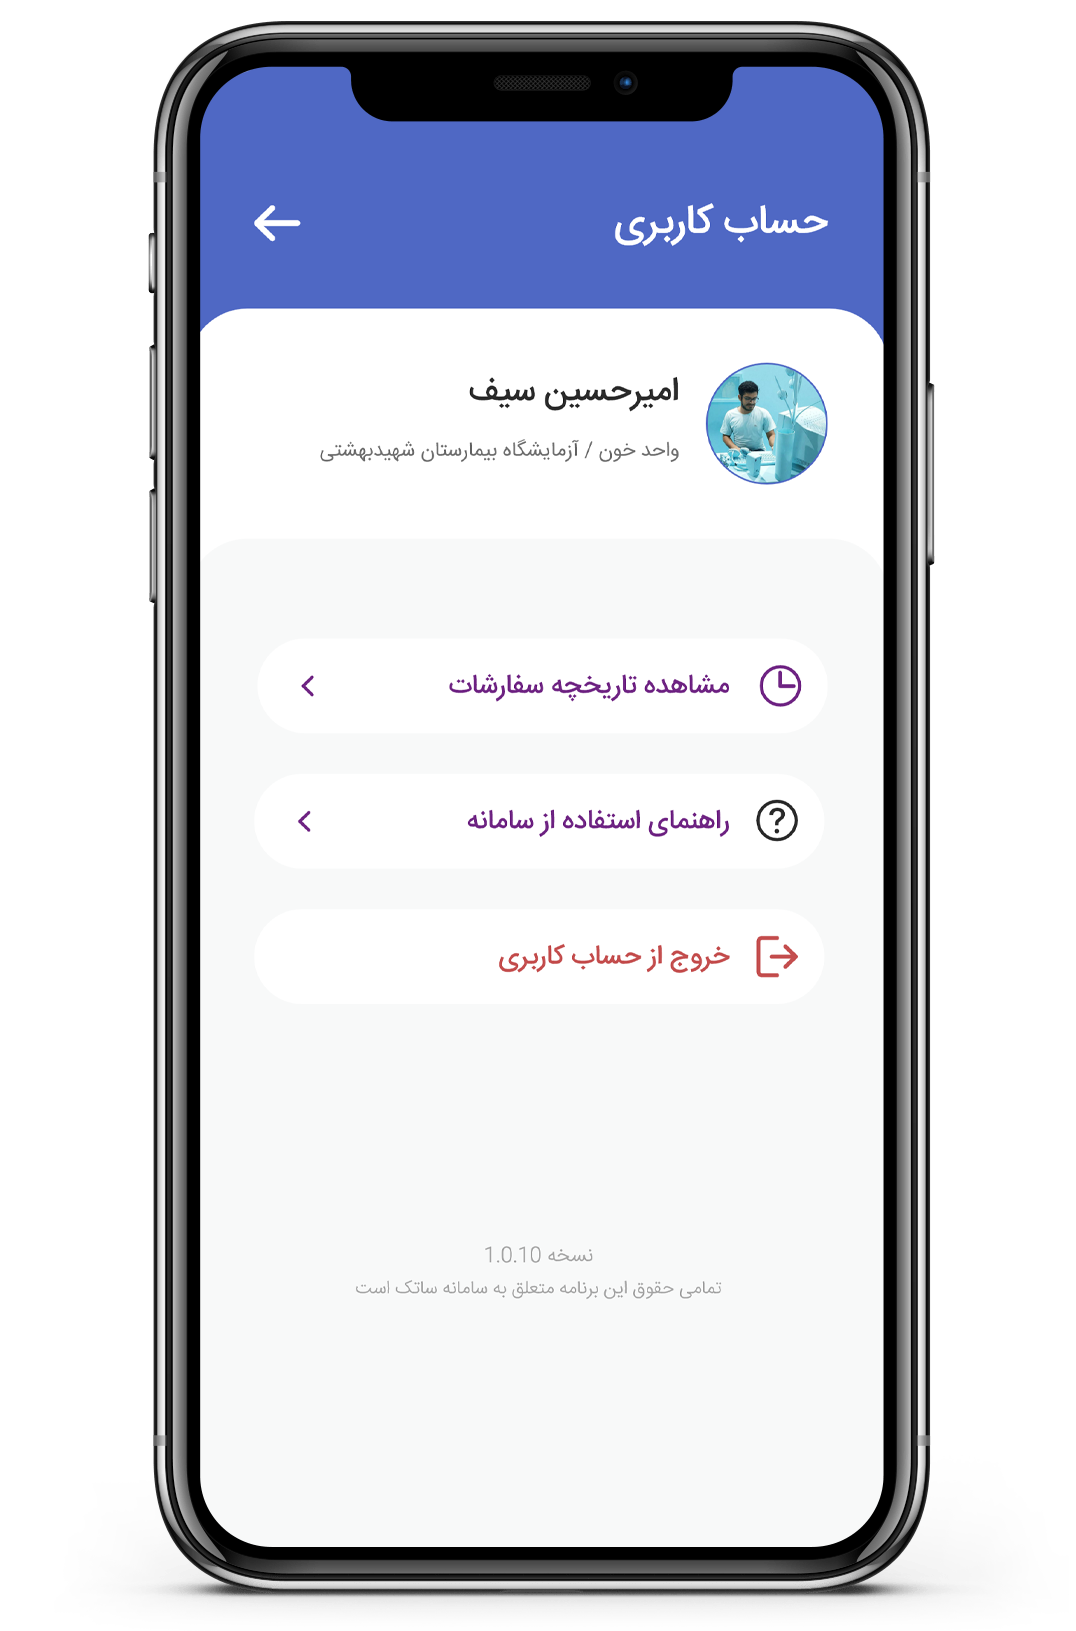 حساب کاربری
امیرحسین سیف
واحد خون / آزمایشگاه بیمارستان شهیدبهشتی
مشاهده تاریخچه سفارشات
راهنمای استفاده از سامانه
خروج از حساب کاربری
نسخه 1.0.10
تمامی حقوق این برنامه متعلق به سامانه ساتک است